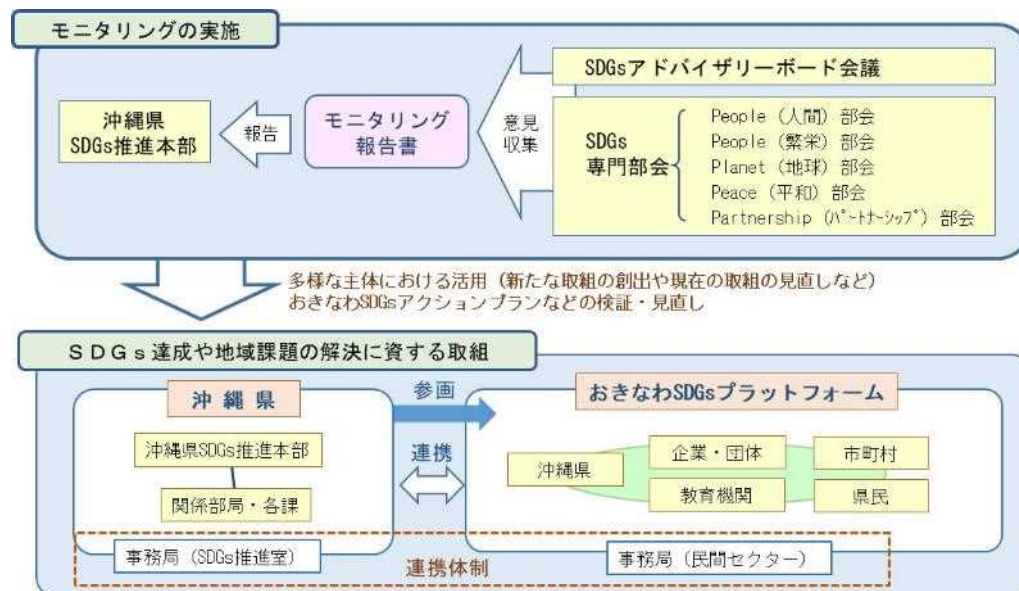 モニタリングの実施
沖縄県
SDGs推進本部
報告
モニタリング
報告書
意見
収集
SDGsアドバイザリーボード会議
SDGs
専門部会
People（人間）部会
People（繁栄）部会
Planet（地球）部会
Peace（平和）部会
Partnership（ﾊﾟｰﾄﾅｰｼｯﾌﾟ）部会
多様な主体における活用（新たな取組の創出や現在の取組の見直しなど）
おきなわSDGsアクションプランなどの検証・見直し
ＳＤＧｓ達成や地域課題の解決に資する取組
沖縄県
沖縄県SDGs推進本部
関係部局・各課
事務局（SDGs推進室）
参画
連携
連携体制
おきなわSDGsプラットフォーム
沖縄県
企業・団体
教育機関
市町村
県民
事務局（民間セクター）